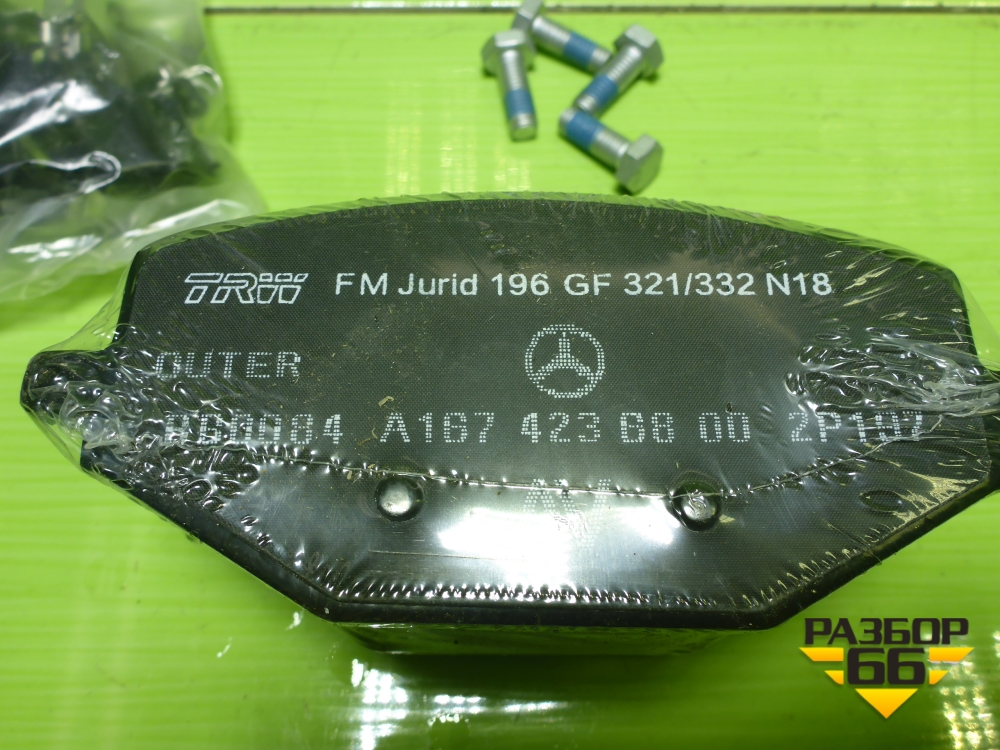 TRW FM Jurid 196 GF 321/332 N18
OUTER
A167 423 68 00
РАЗБОР
66